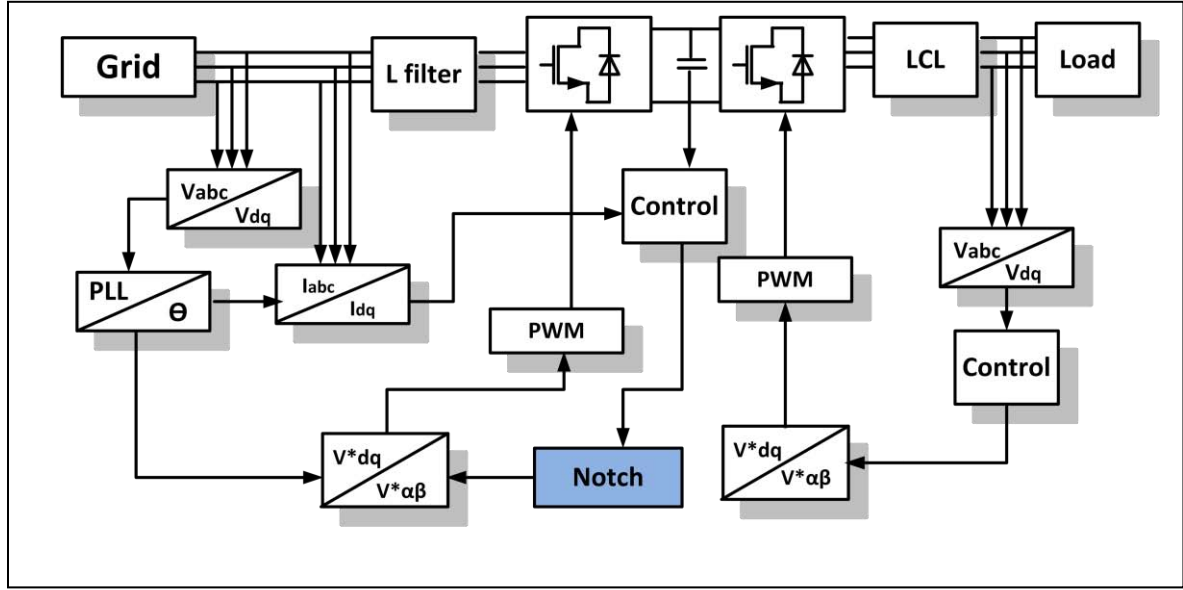 Grid
L filter
LCL
Load
Vabc
Vdq
Control
PLL
Θ
Iabc
Idq
PWM
PWM
Vabc
Vdq
Control
V*dq
V*αβ
Notch
V*dq
V*αβ